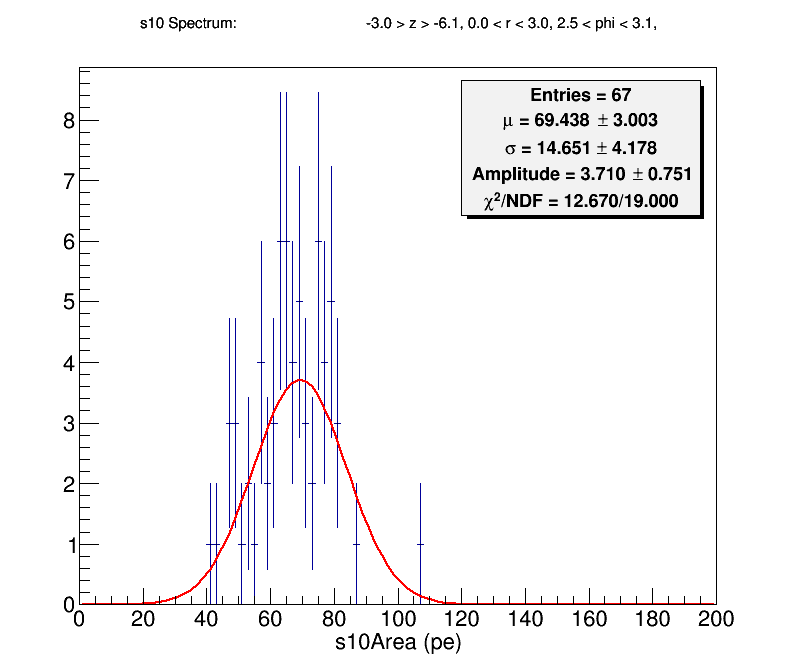 s10 Spectrum: -3.0 > z > -6.1, 0.0 < r < 3.0, 2.5 < phi < 3.1,
Entries = 67
μ = 69.438 ± 3.003
σ = 14.651 ± 4.178
Amplitude = 3.710 ± 0.751
χ²/NDF = 12.670/19.000
8
7
6
5
4
3
2
1
0
0 20 40 60 80 100 120 140 160 180 200
s10Area (pe)